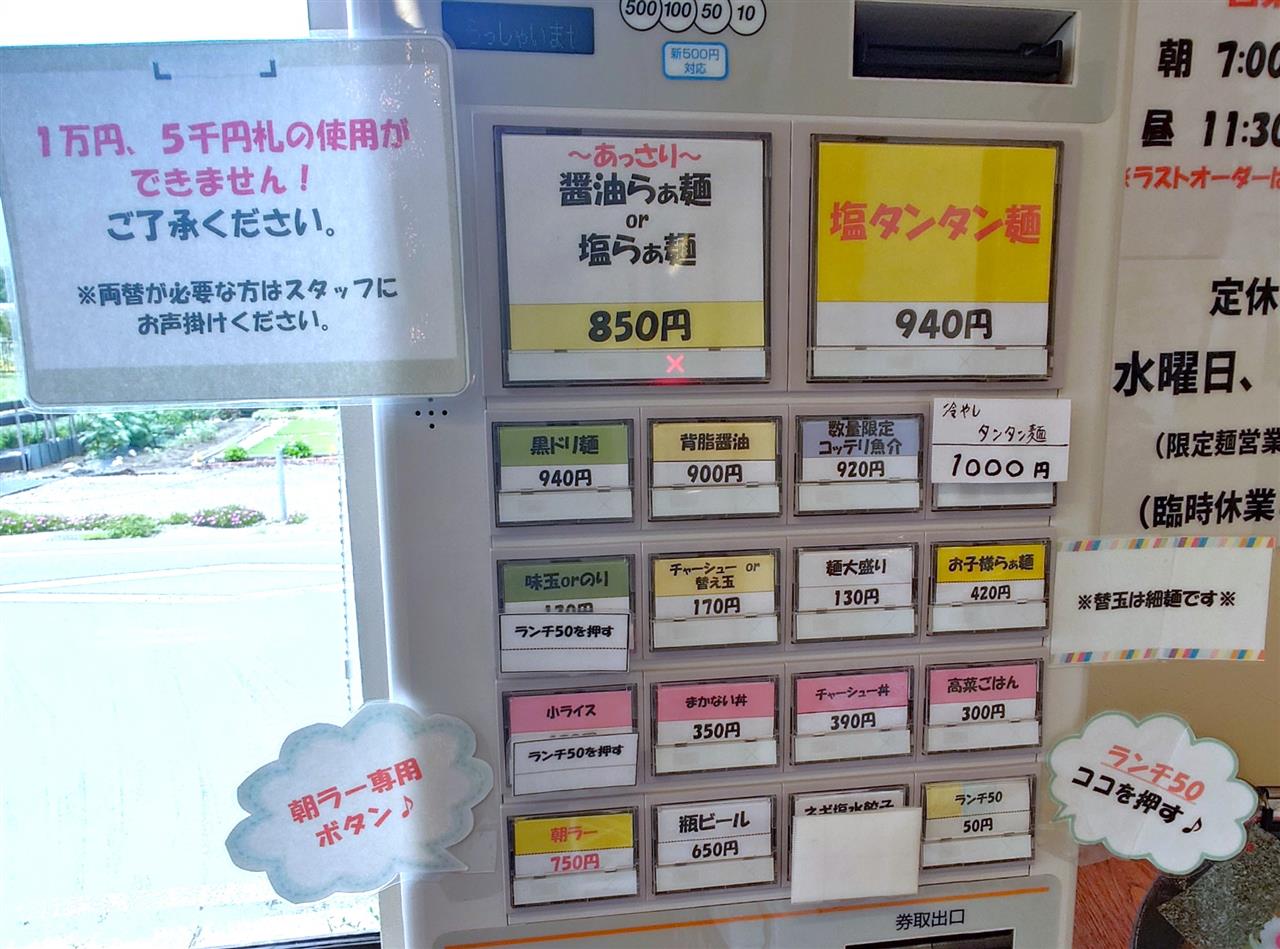 いらっしゃいませ
500 100 50 10
新500円
対応
1万円、5千円札の使用が
できません!
ご了承ください。
※両替が必要な方はスタッフに
お声掛けください。
~あっさり~
醤油らぁ麺
or
塩らぁ麺
850円
×
塩タンタン麺
940円
朝 7:00
昼 11:30
※ラストオーダーは
定休
水曜日、
(限定麺営業
(臨時休業
黒ドリ麺
940円
背脂醤油
900円
数量限定
コッテリ魚介
920円
冷やし
タンタン麺
1000円
味玉orのり
ランチ50を押す
チャーシュー or
替え玉
170円
麺大盛り
130円
お子様らぁ麺
420円
※替玉は細麺です※
小ライス
ランチ50を押す
まかない丼
350円
チャーシュー丼
390円
高菜ごはん
300円
朝ラー専用
ボタン♪
朝ラー
750円
瓶ビール
650円
ネギ塩水餃子
ランチ50
50円
ランチ50
ココを押す♪
券取出口